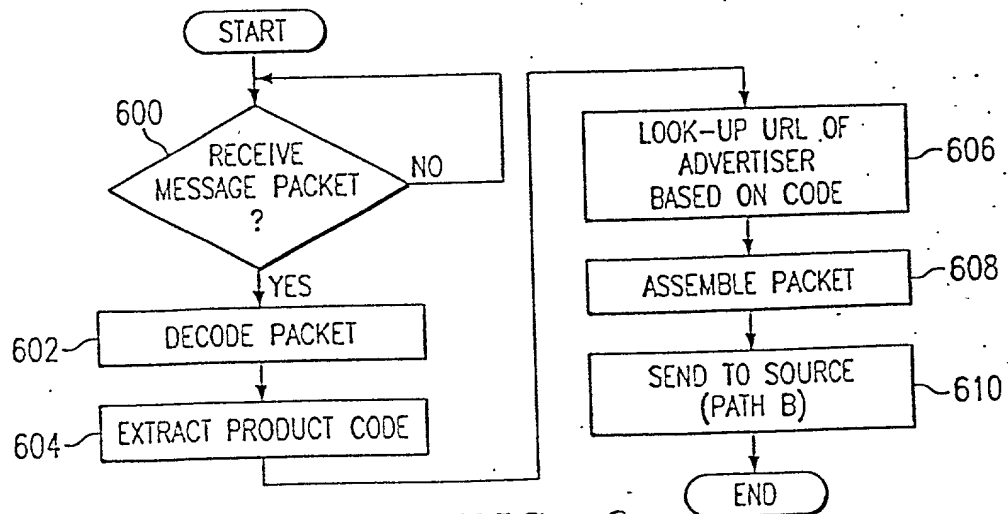 START
600
RECEIVE
MESSAGE PACKET
?
NO
YES
602
DECODE PACKET
604
EXTRACT PRODUCT CODE
LOOK-UP URL OF
ADVERTISER
BASED ON CODE
606
ASSEMBLE PACKET
608
SEND TO SOURCE
(PATH B)
610
END